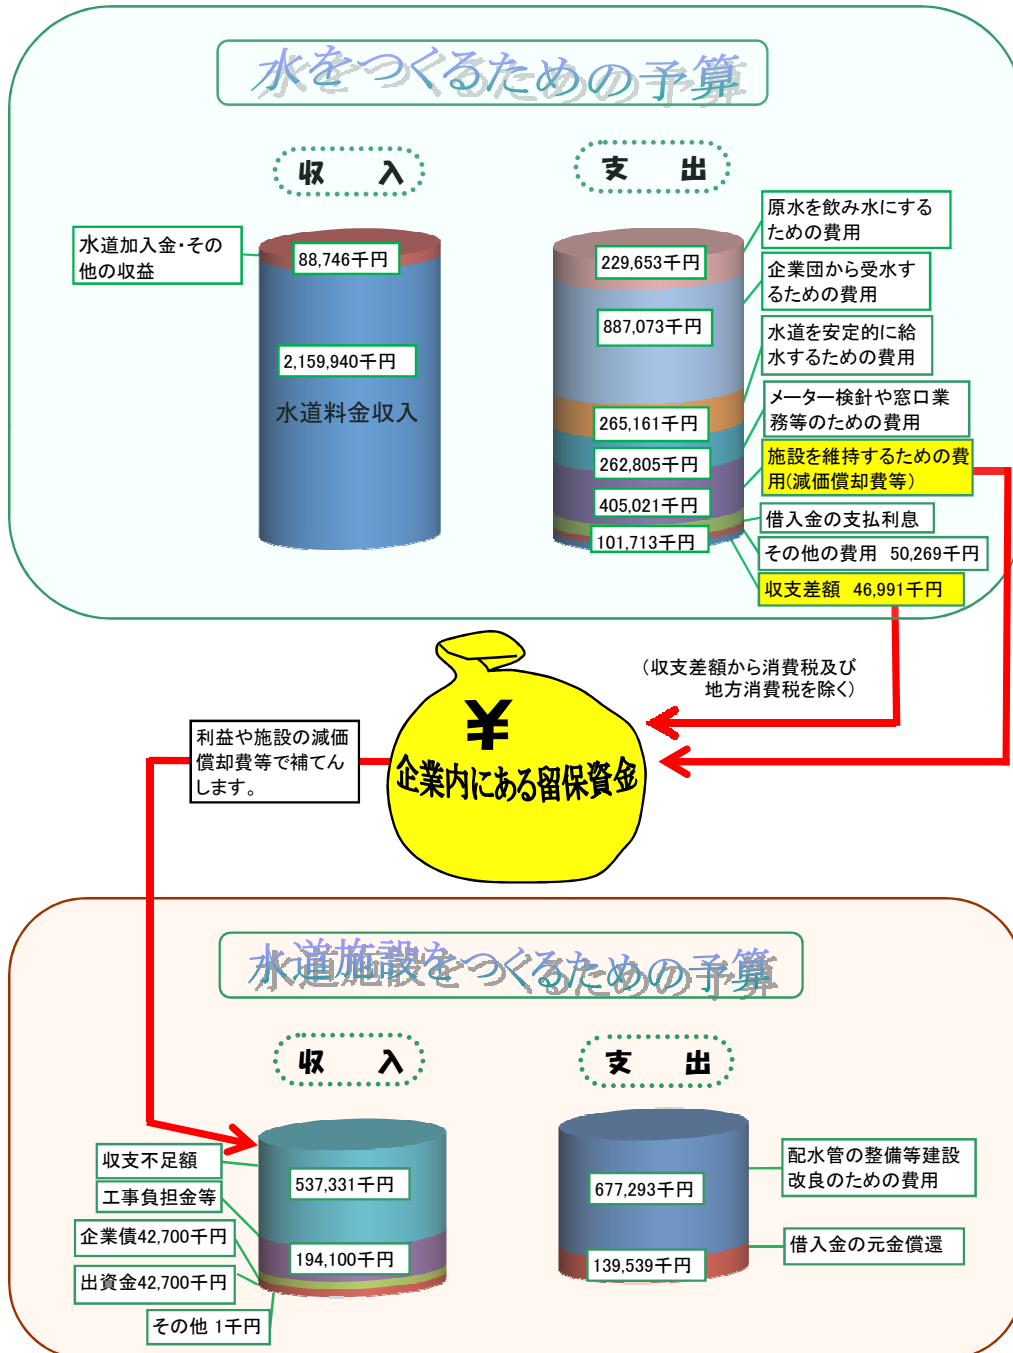 水をつくるための予算
収　入
支　出
水道加入金･その
他の収益
88,746千円
2,159,940千円
水道料金収入
229,653千円
887,073千円
265,161千円
262,805千円
405,021千円
101,713千円
原水を飲み水にする
ための費用
企業団から受水す
るための費用
水道を安定的に給
水するための費用
メーター検針や窓口業
務等のための費用
施設を維持するための費
用(減価償却費等)
借入金の支払利息
その他の費用 50,269千円
収支差額 46,991千円
(収支差額から消費税及び
地方消費税を除く)
利益や施設の減価
償却費等で補てん
します。
¥
企業内にある留保資金
水道施設をつくるための予算
収　入
支　出
収支不足額
工事負担金等
企業債42,700千円
出資金42,700千円
その他 1千円
537,331千円
194,100千円
677,293千円
139,539千円
配水管の整備等建設
改良のための費用
借入金の元金償還